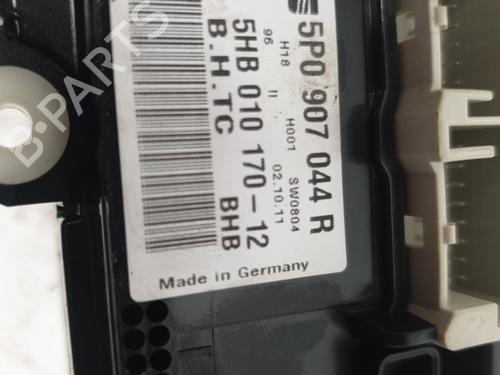 5P0 907 044 R
H18 H001 SW0804
96 11 02.10.11
5HB 010 170-12
B.H.TC BHB
Made in Germany
B-PARTS